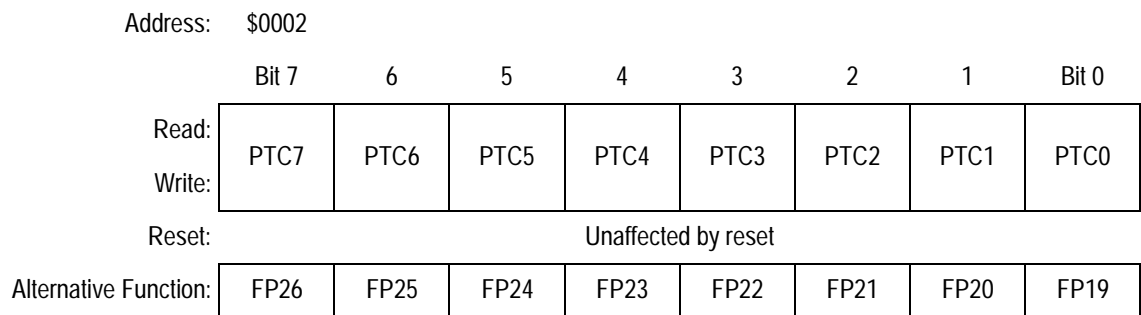 Address: $0002
Bit 7 6 5 4 3 2 1 Bit 0
Read:
PTC7 PTC6 PTC5 PTC4 PTC3 PTC2 PTC1 PTC0
Write:
Reset: Unaffected by reset
Alternative Function: FP26 FP25 FP24 FP23 FP22 FP21 FP20 FP19